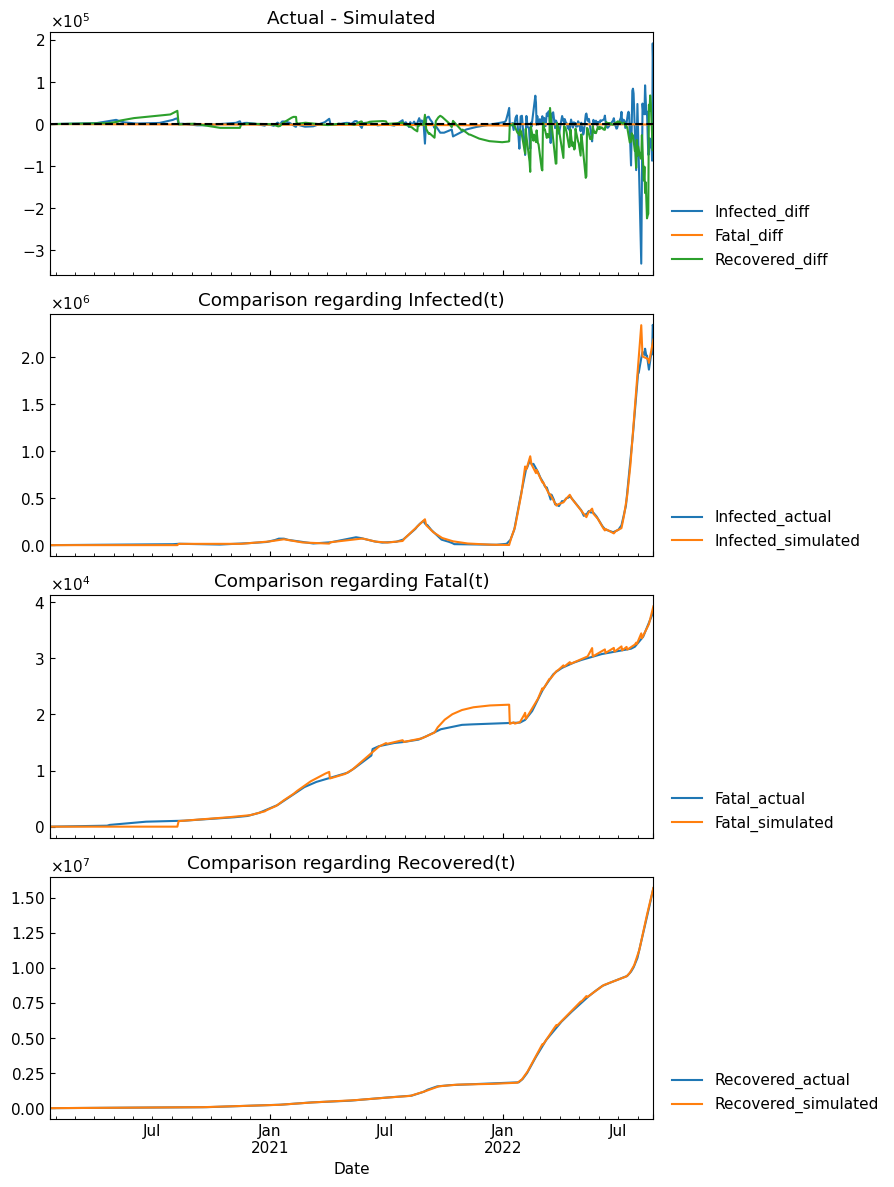 Actual - Simulated
×10⁵
2
1
0
−1
−2
−3
Infected_diff
Fatal_diff
Recovered_diff
Comparison regarding Infected(t)
×10⁶
2.0
1.5
1.0
0.5
0.0
Infected_actual
Infected_simulated
Comparison regarding Fatal(t)
×10⁴
4
3
2
1
0
Fatal_actual
Fatal_simulated
Comparison regarding Recovered(t)
×10⁷
1.50
1.25
1.00
0.75
0.50
0.25
0.00
Recovered_actual
Recovered_simulated
Jul Jan Jul Jan Jul
2021 2022
Date